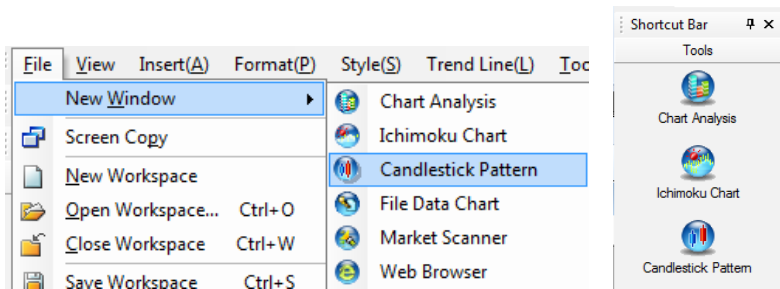 File View Insert(A) Format(P) Style(S) Trend Line(L) Too
New Window
Screen Copy
New Workspace
Open Workspace... Ctrl+O
Close Workspace Ctrl+W
Save Workspace Ctrl+S
Chart Analysis
Ichimoku Chart
Candlestick Pattern
File Data Chart
Market Scanner
Web Browser
Shortcut Bar
Tools
Chart Analysis
Ichimoku Chart
Candlestick Pattern